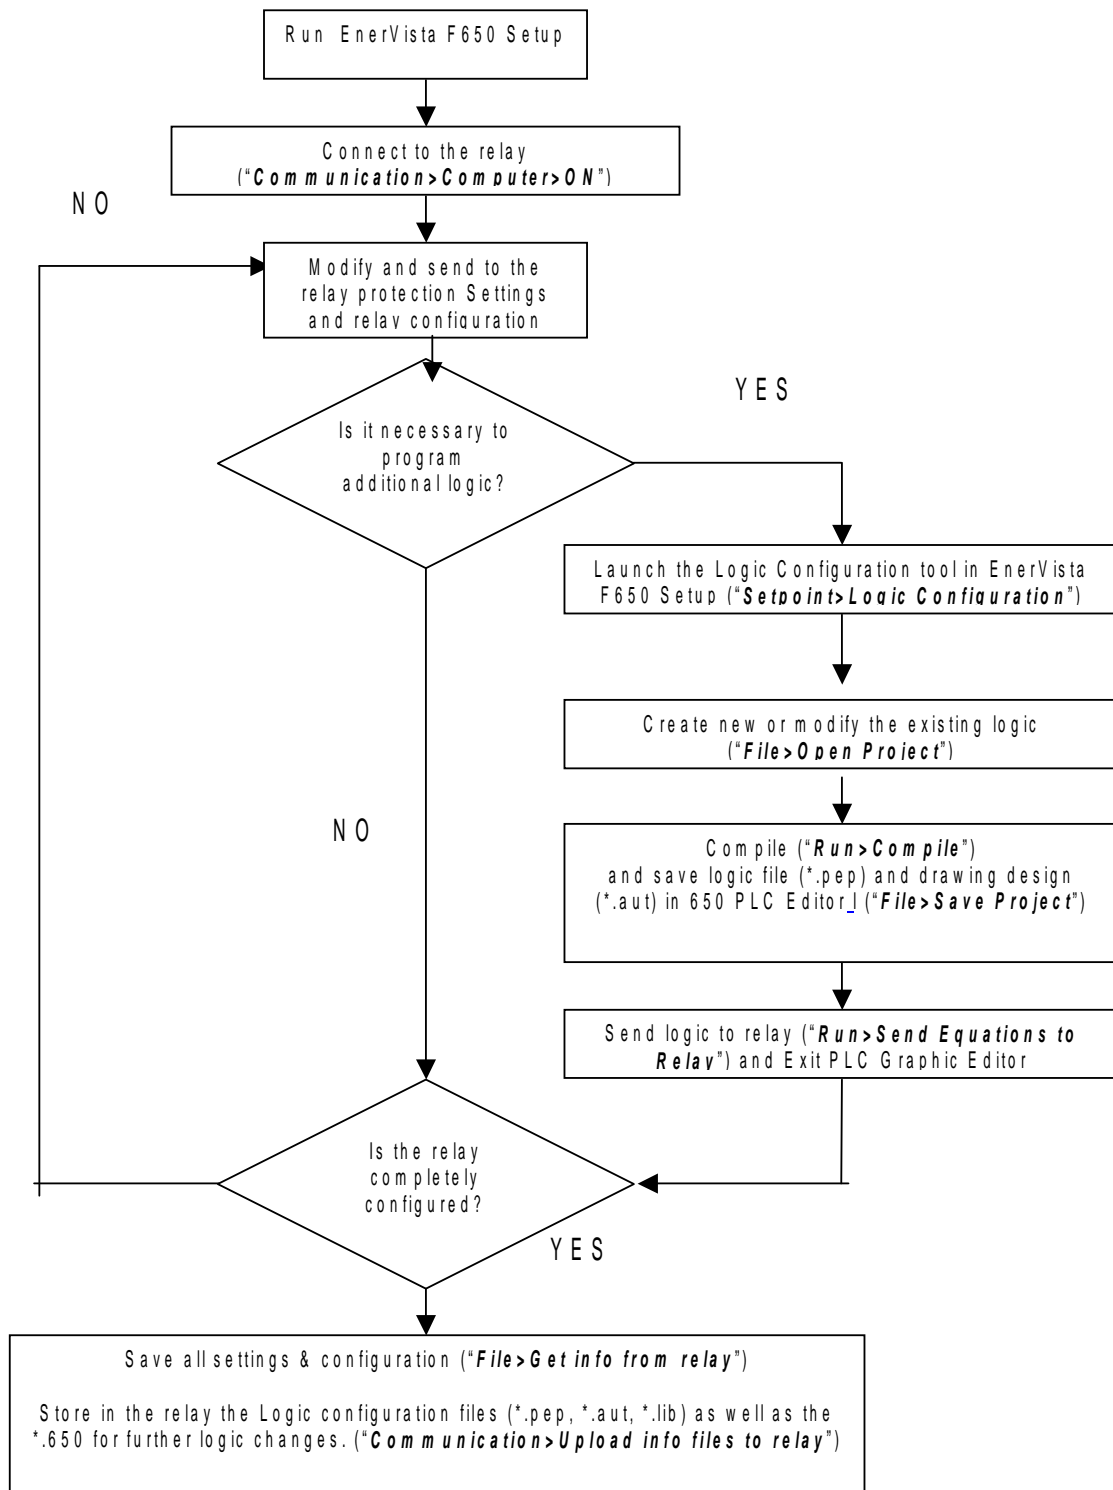 Run EnerVista F650 Setup
Connect to the relay
("Communication>Computer>ON")
NO
Modify and send to the
relay protection Settings
and relay configuration
YES
Is it necessary to
program
additional logic?
Launch the Logic Configuration tool in EnerVista
F650 Setup ("Setpoint>Logic Configuration")
Create new or modify the existing logic
("File>Open Project")
NO
Compile ("Run>Compile")
and save logic file (*.pep) and drawing design
(*.aut) in 650 PLC Editor l ("File>Save Project")
Send logic to relay ("Run>Send Equations to
Relay") and Exit PLC Graphic Editor
Is the relay
completely
configured?
YES
Save all settings & configuration ("File>Get info from relay")
Store in the relay the Logic configuration files (*.pep, *.aut, *.lib) as well as the
*.650 for further logic changes. ("Communication>Upload info files to relay")